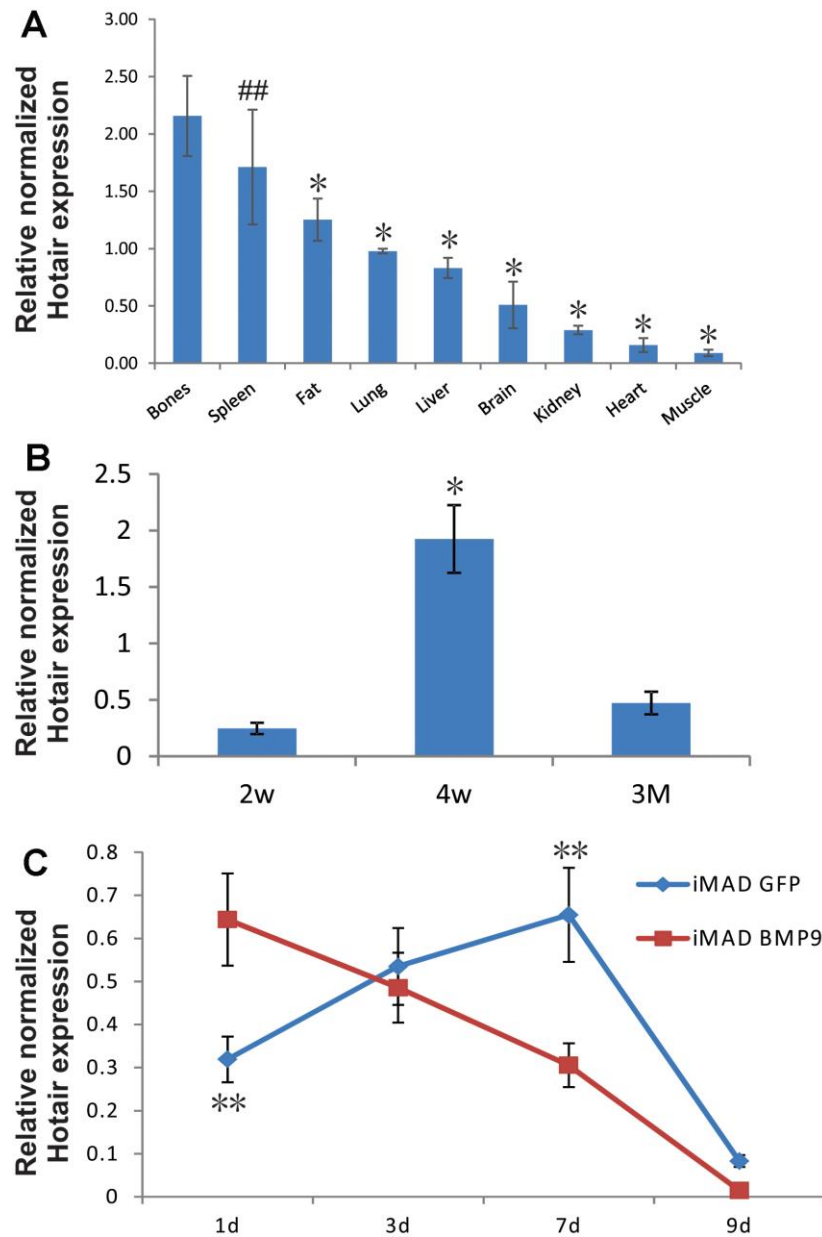 A
Relative normalized
Hotair expression
3.00
2.50
2.00
1.50
1.00
0.50
0.00
##
*
*
*
*
*
*
*
Bones
Spleen
Fat
Lung
Liver
Brain
Kidney
Heart
Muscle
B
Relative normalized
Hotair expression
2.5
2
1.5
1
0.5
0
*
2w
4w
3M
C
Relative normalized
Hotair expression
0.8
0.7
0.6
0.5
0.4
0.3
0.2
0.1
0
**
**
iMAD GFP
iMAD BMP9
1d
3d
7d
9d